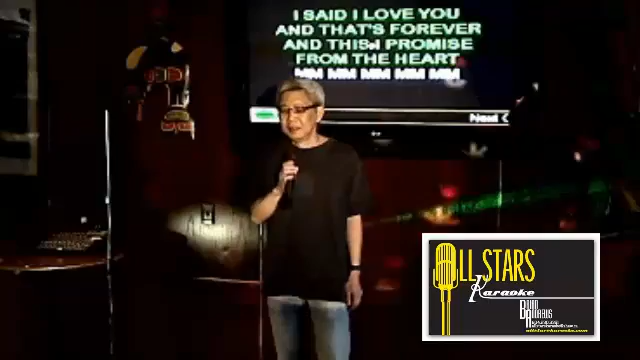 I SAID I LOVE YOU
AND THAT'S FOREVER
AND THIS I PROMISE
FROM THE HEART
MM MM MM MM MM
Next
ALL STARS
Karaoke